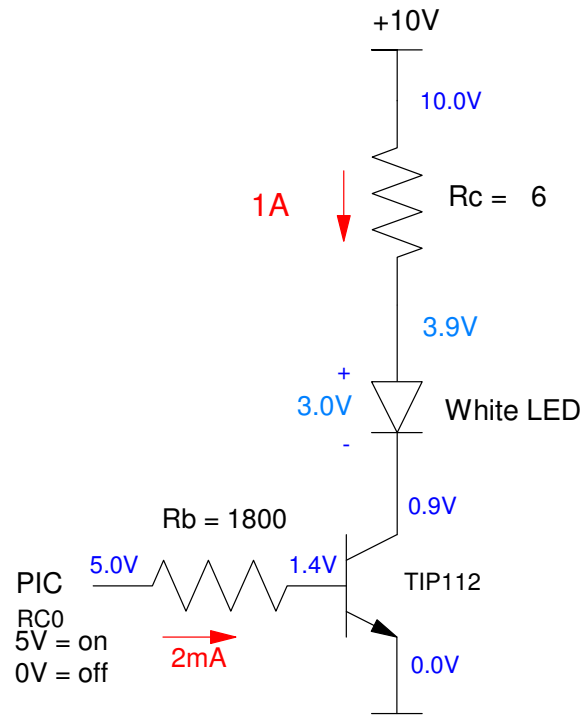 +10V
10.0V
1A
Rc = 6
3.9V
+
3.0V
White LED
-
0.9V
Rb = 1800
5.0V
1.4V
PIC
TIP112
RC0
5V = on
2mA
0V = off
0.0V